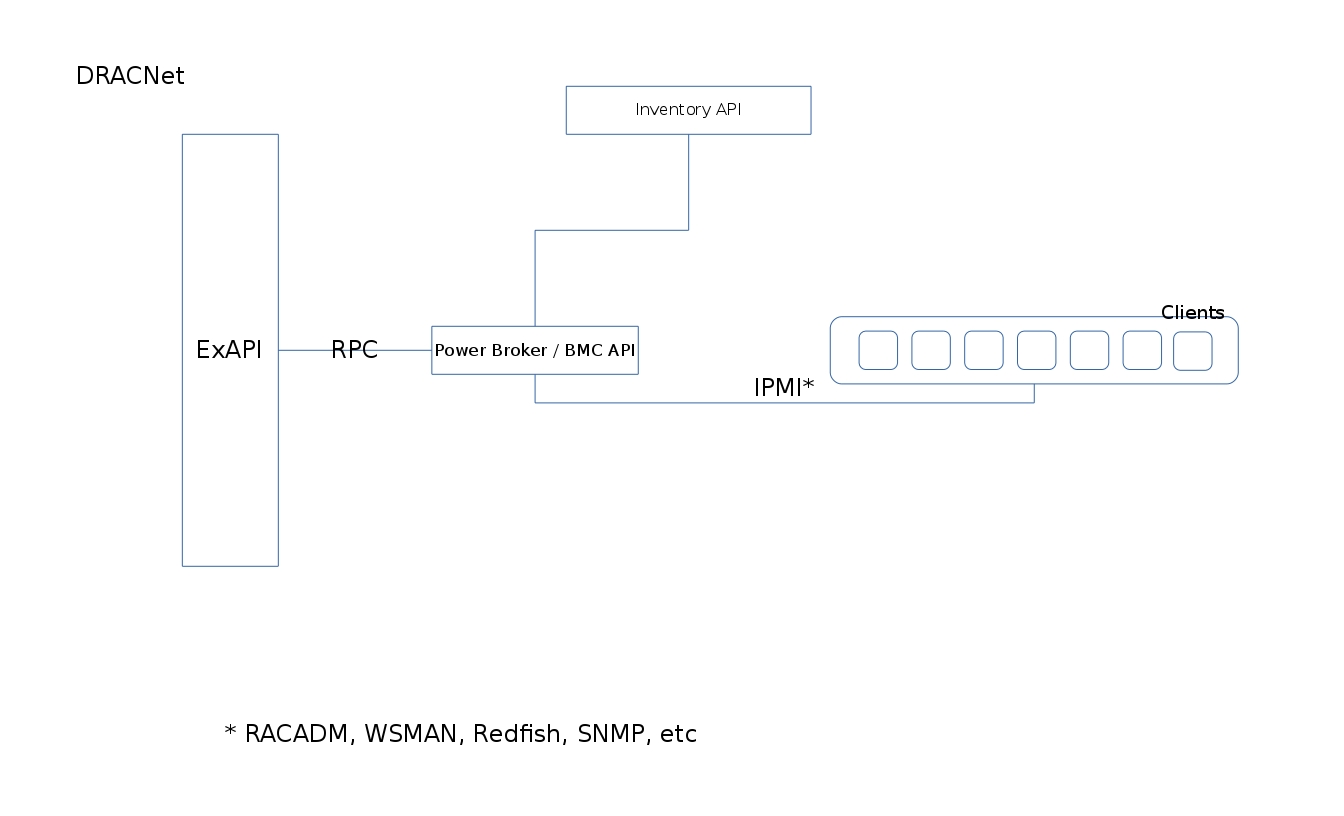 DRACNet
Inventory API
Clients
ExAPI
RPC
Power Broker / BMC API
IPMI*
* RACADM, WSMAN, Redfish, SNMP, etc